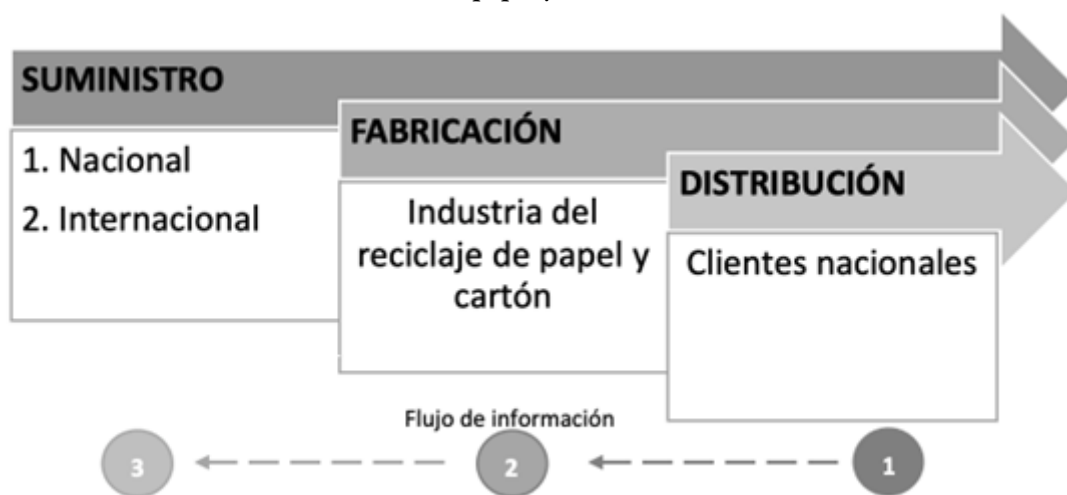 SUMINISTRO
1. Nacional
2. Internacional
FABRICACIÓN
Industria del
reciclaje de papel y
cartón
DISTRIBUCIÓN
Clientes nacionales
Flujo de información
3
2
1